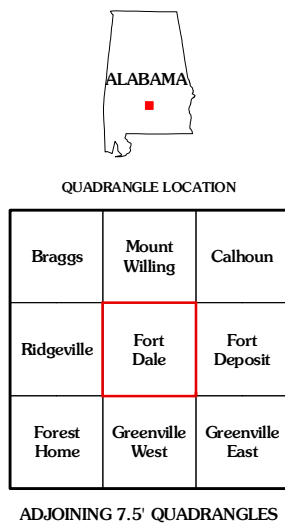 ALABAMA
QUADRANGLE LOCATION
Braggs
Mount
Willing
Calhoun
Ridgeville
Fort
Dale
Fort
Deposit
Forest
Home
Greenville
West
Greenville
East
ADJOINING 7.5' QUADRANGLES